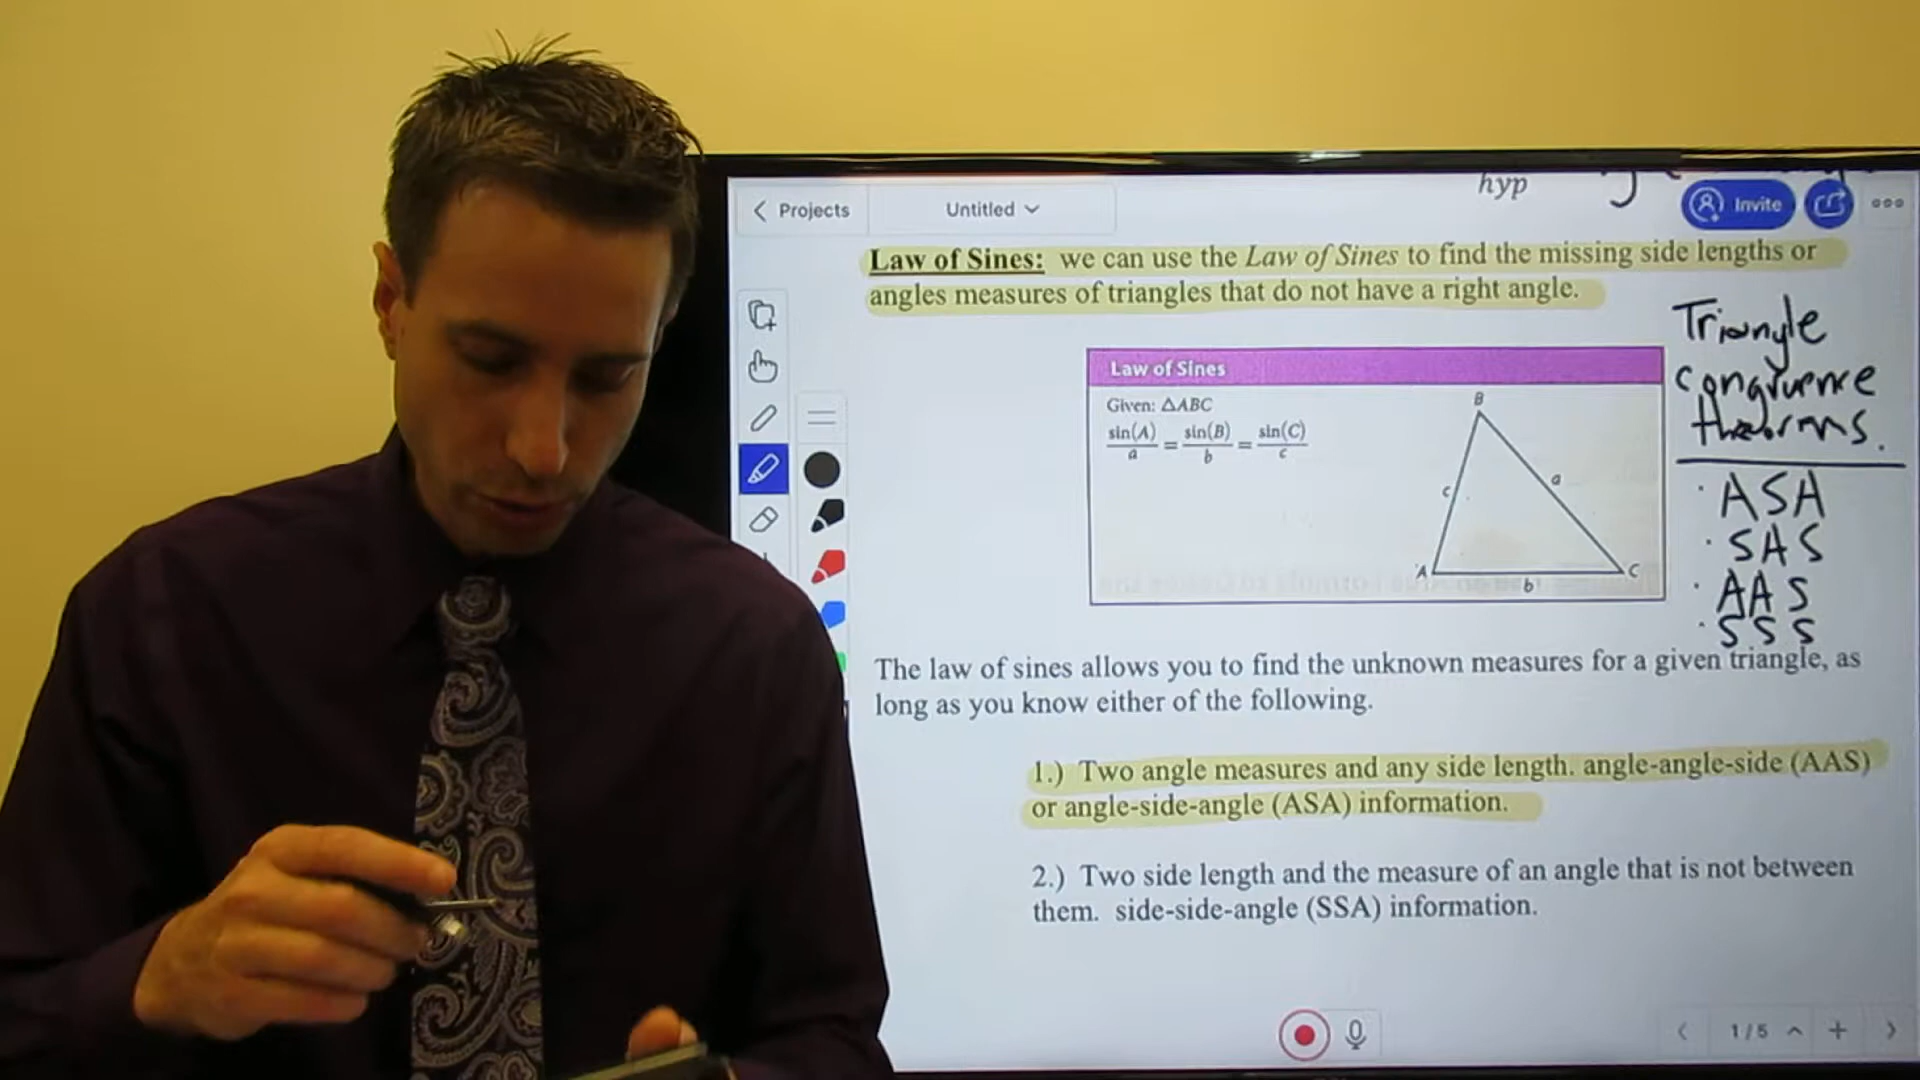 hyp
Projects
Untitled
Invite
Law of Sines: we can use the Law of Sines to find the missing side lengths or
angles measures of triangles that do not have a right angle.
Law of Sines
Given: △ABC
sin(A)/a = sin(B)/b = sin(C)/c
B
c
a
A
b
C
Triangle
congruence
theorms.
· ASA
· SAS
· AAS
· SSS
The law of sines allows you to find the unknown measures for a given triangle, as
long as you know either of the following.
1.) Two angle measures and any side length. angle-angle-side (AAS)
or angle-side-angle (ASA) information.
2.) Two side length and the measure of an angle that is not between
them. side-side-angle (SSA) information.
1/5